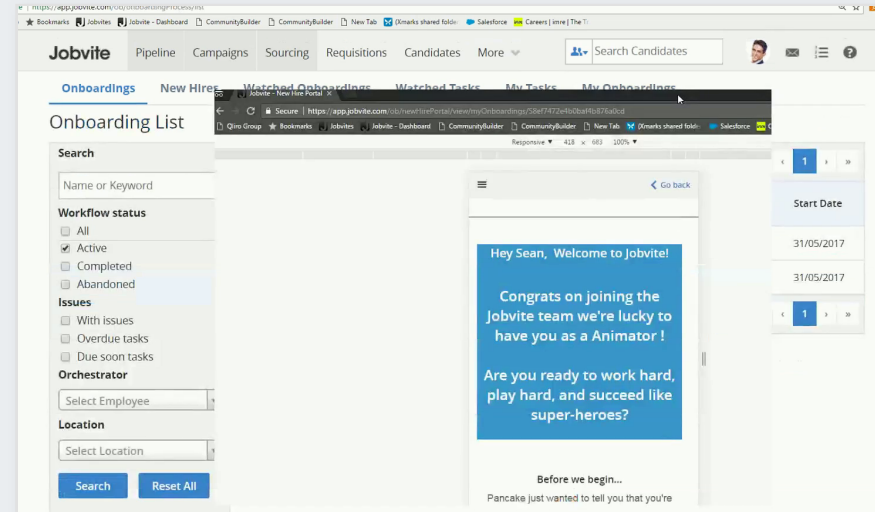 https://app.jobvite.com/ob/onboardingProcess/list
Bookmarks Jobvites Jobvite - Dashboard CommunityBuilder CommunityBuilder New Tab (Xmarks shared folde Salesforce Careers | imre | The Ti
Jobvite Pipeline Campaigns Sourcing Requisitions Candidates More Search Candidates
Onboardings New Hires Watched Onboardings Watched Tasks My Tasks My Onboardings
Onboarding List
Search
Name or Keyword
Workflow status
All
Active
Completed
Abandoned
Issues
With issues
Overdue tasks
Due soon tasks
Orchestrator
Select Employee
Location
Select Location
Search Reset All
Jobvite - New Hire Portal
Secure https://app.jobvite.com/ob/newHirePortal/view/myOnboardings/
Qliro Group Bookmarks Jobvites Jobvite - Dashboard CommunityBuilder CommunityBuilder New Tab (Xmarks shared folde Salesforce
Responsive 418 x 683 100%
Go back
Hey Sean, Welcome to Jobvite!
Congrats on joining the
Jobvite team we're lucky to
have you as a Animator !
Are you ready to work hard,
play hard, and succeed like
super-heroes?
Before we begin...
Pancake just wanted to tell you that you're
‹ 1 › »
Start Date
31/05/2017
31/05/2017
‹ 1 › »